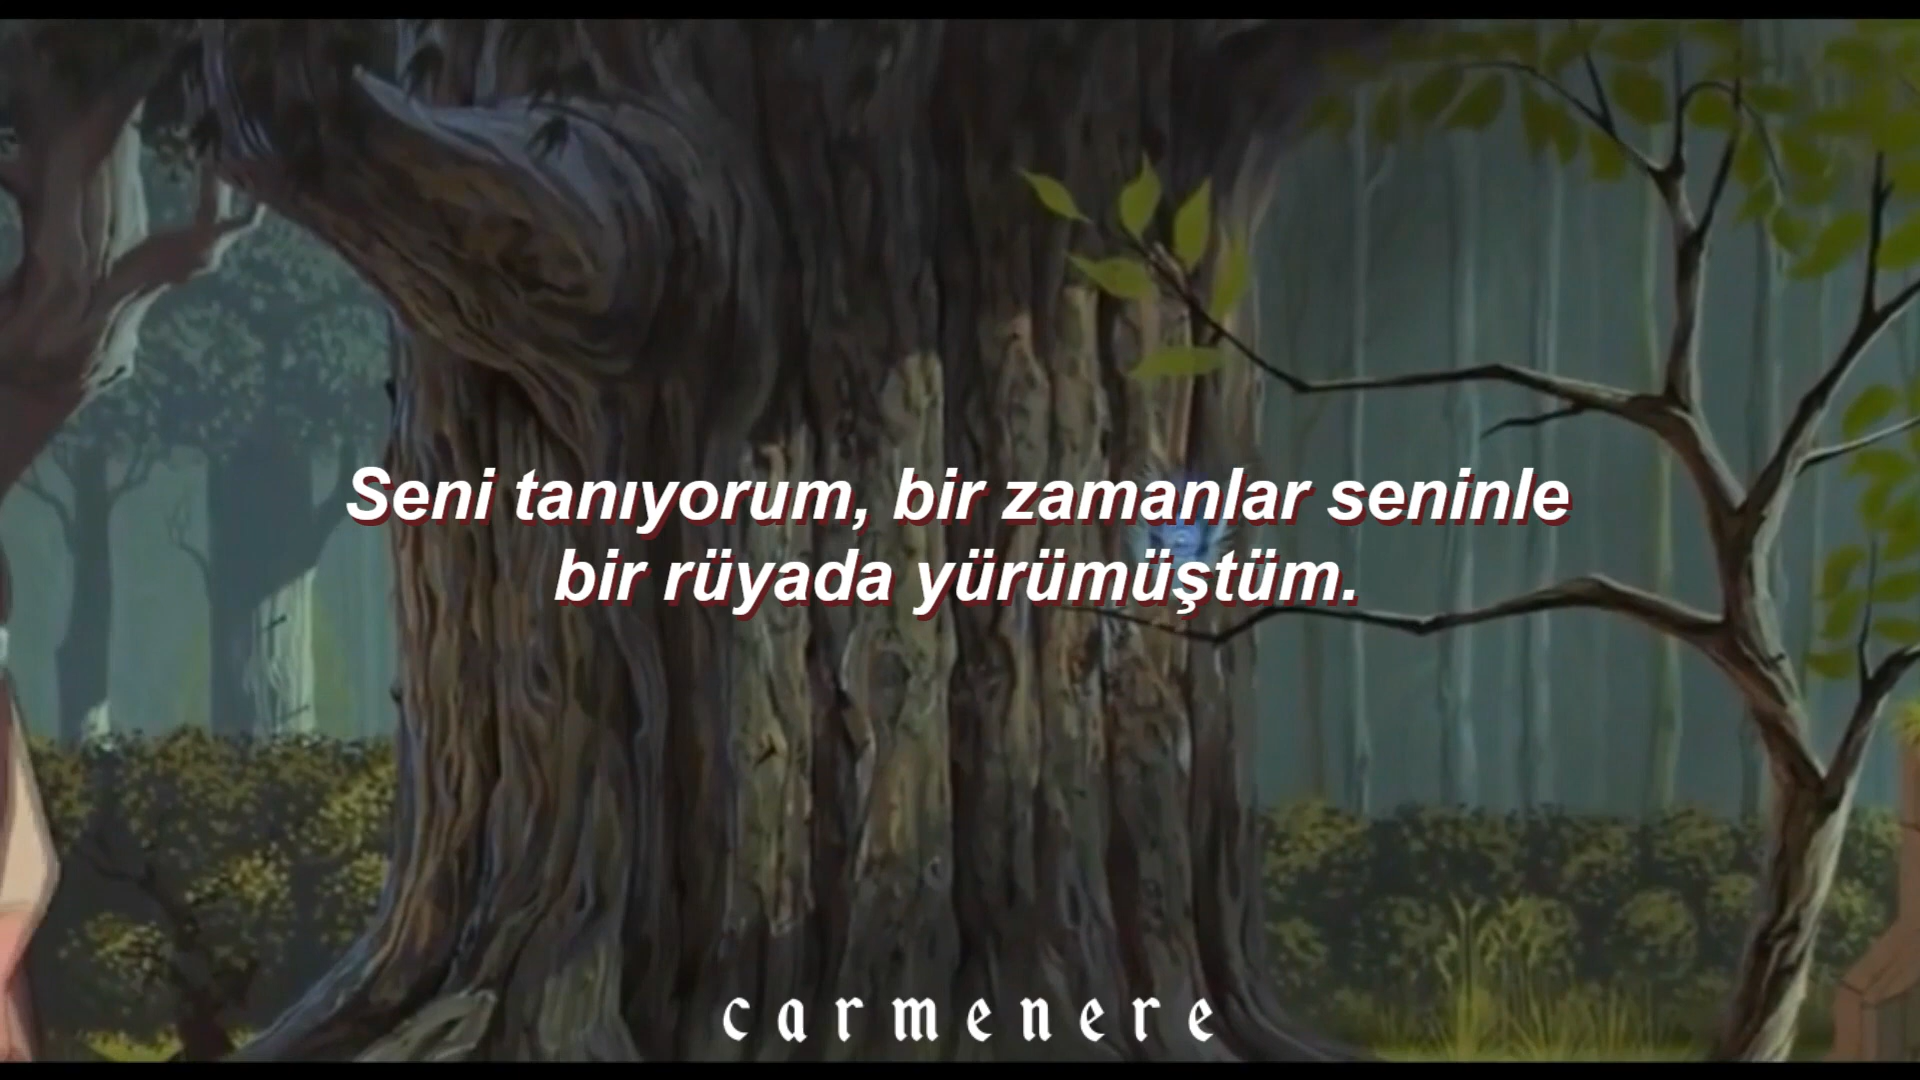 Seni tanıyorum, bir zamanlar seninle
bir rüyada yürümüştüm.
carmenere